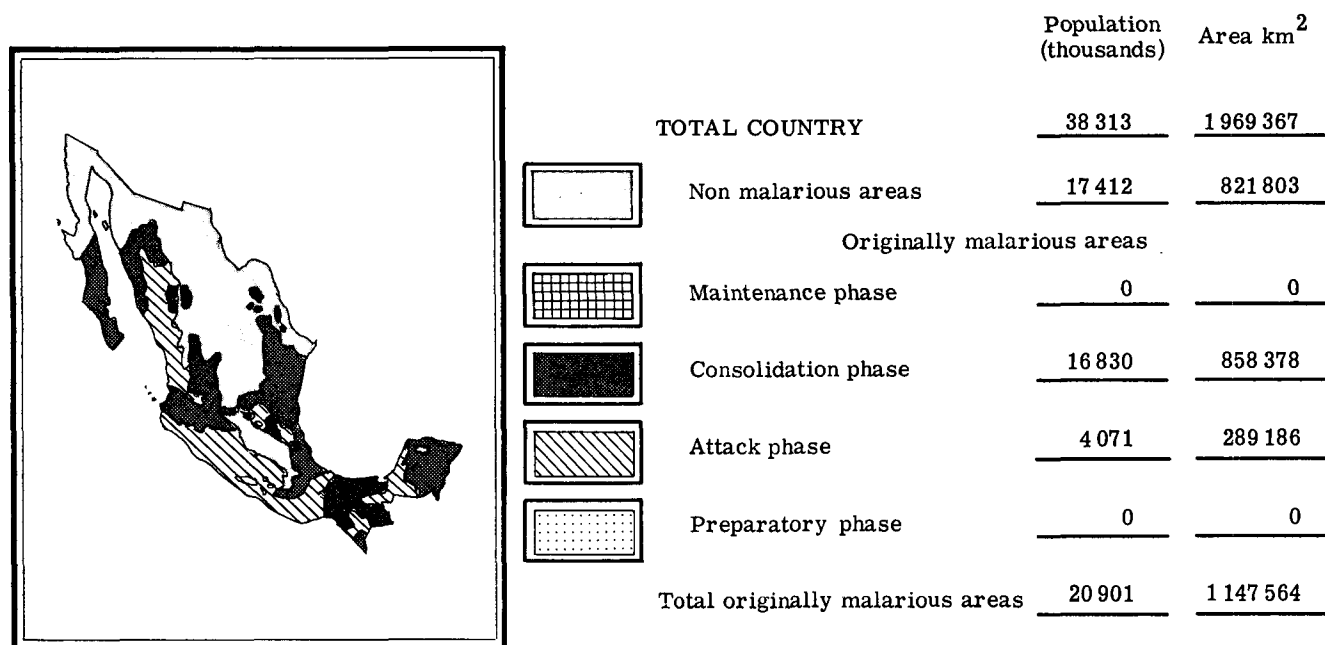 Population (thousands) Area km²
TOTAL COUNTRY 38 313 1 969 367
Non malarious areas 17 412 821 803
Originally malarious areas
Maintenance phase 0 0
Consolidation phase 16 830 858 378
Attack phase 4 071 289 186
Preparatory phase 0 0
Total originally malarious areas 20 901 1 147 564